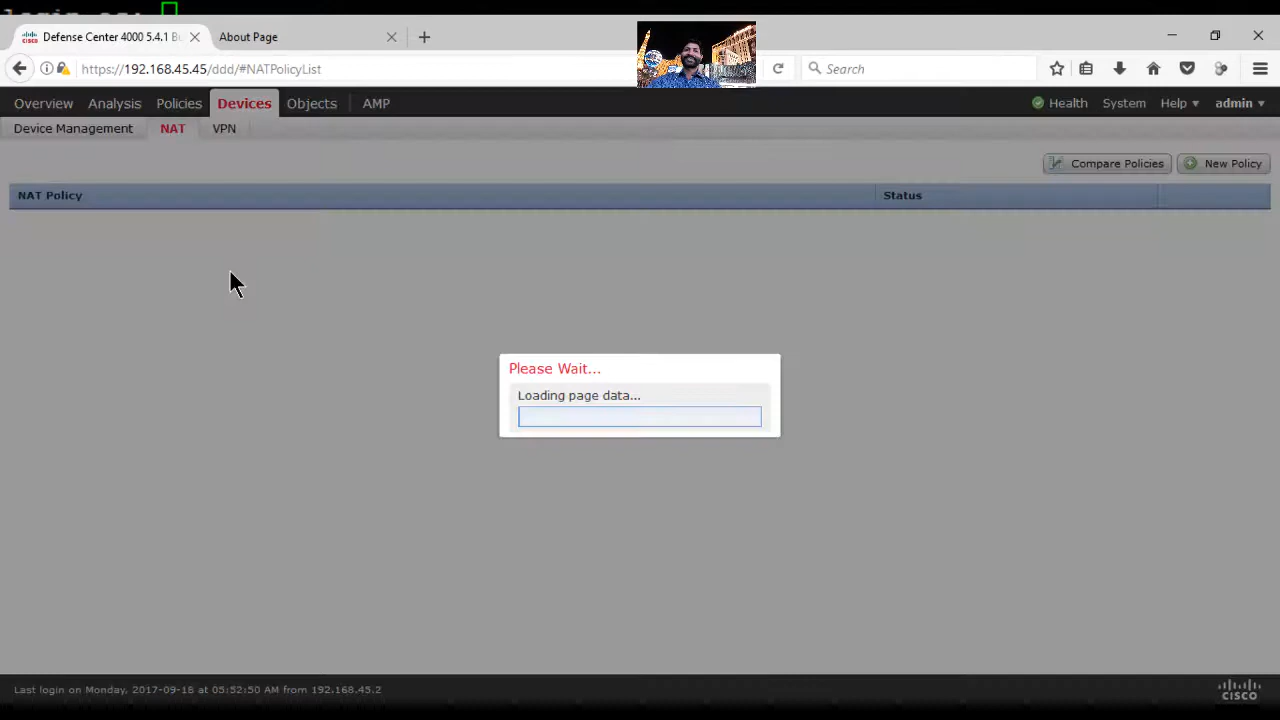 Defense Center 4000 5.4.1 B
About Page
https://192.168.45.45/ddd/#NATPolicyList
Search
Overview Analysis Policies Devices Objects AMP
Health System Help admin
Device Management NAT VPN
Compare Policies New Policy
NAT Policy Status
Please Wait...
Loading page data...
Last login on Monday, 2017-09-18 at 05:52:50 AM from 192.168.45.2
CISCO